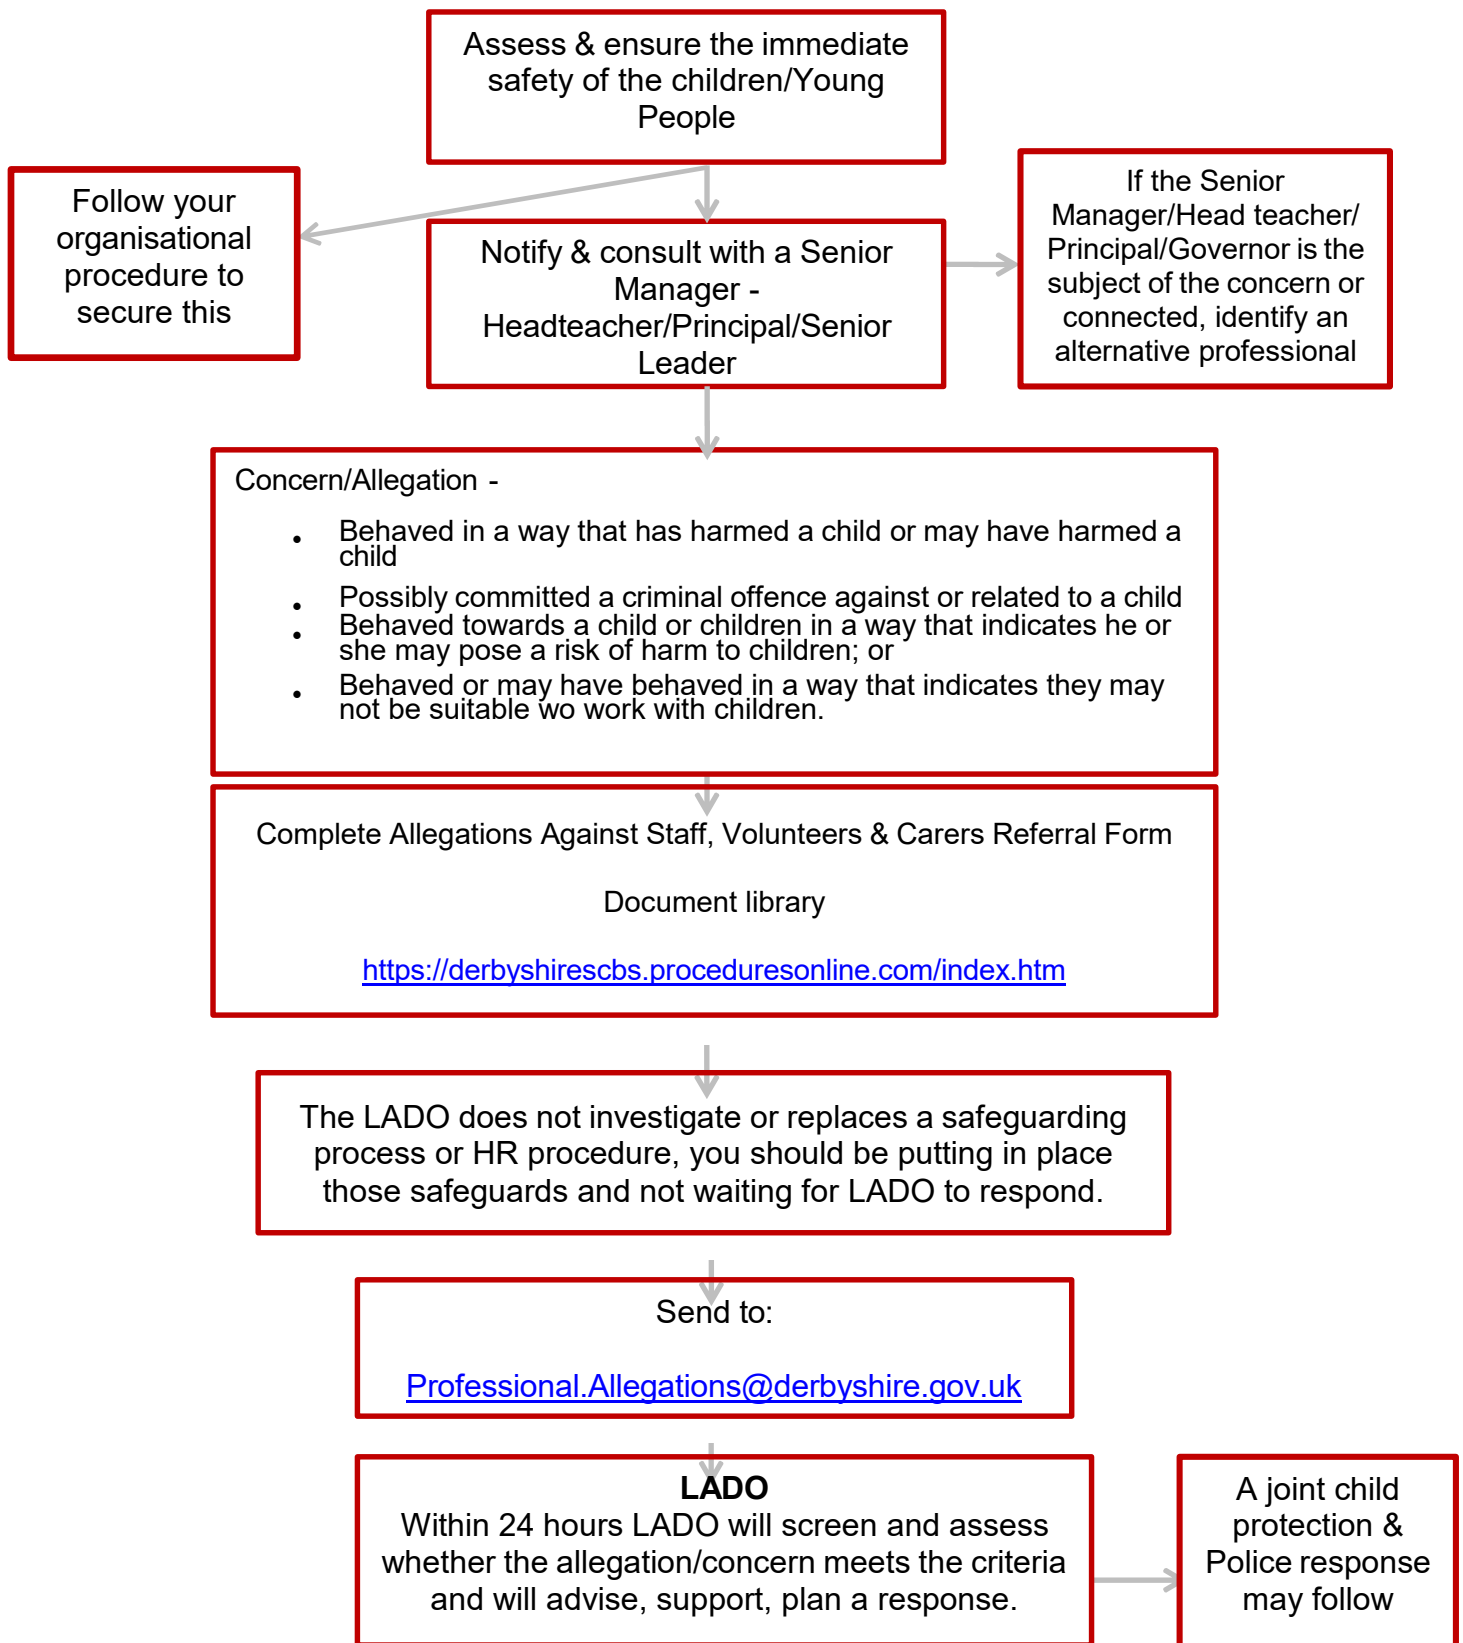 Assess & ensure the immediate
safety of the children/Young
People
Follow your
organisational
procedure to
secure this
Notify & consult with a Senior
Manager -
Headteacher/Principal/Senior
Leader
If the Senior
Manager/Head teacher/
Principal/Governor is the
subject of the concern or
connected, identify an
alternative professional
Concern/Allegation -
• Behaved in a way that has harmed a child or may have harmed a
child
• Possibly committed a criminal offence against or related to a child
• Behaved towards a child or children in a way that indicates he or
she may pose a risk of harm to children; or
• Behaved or may have behaved in a way that indicates they may
not be suitable wo work with children.
Complete Allegations Against Staff, Volunteers & Carers Referral Form
Document library
https://derbyshirescbs.proceduresonline.com/index.htm
The LADO does not investigate or replaces a safeguarding
process or HR procedure, you should be putting in place
those safeguards and not waiting for LADO to respond.
Send to:
Professional.Allegations@derbyshire.gov.uk
LADO
Within 24 hours LADO will screen and assess
whether the allegation/concern meets the criteria
and will advise, support, plan a response.
A joint child
protection &
Police response
may follow